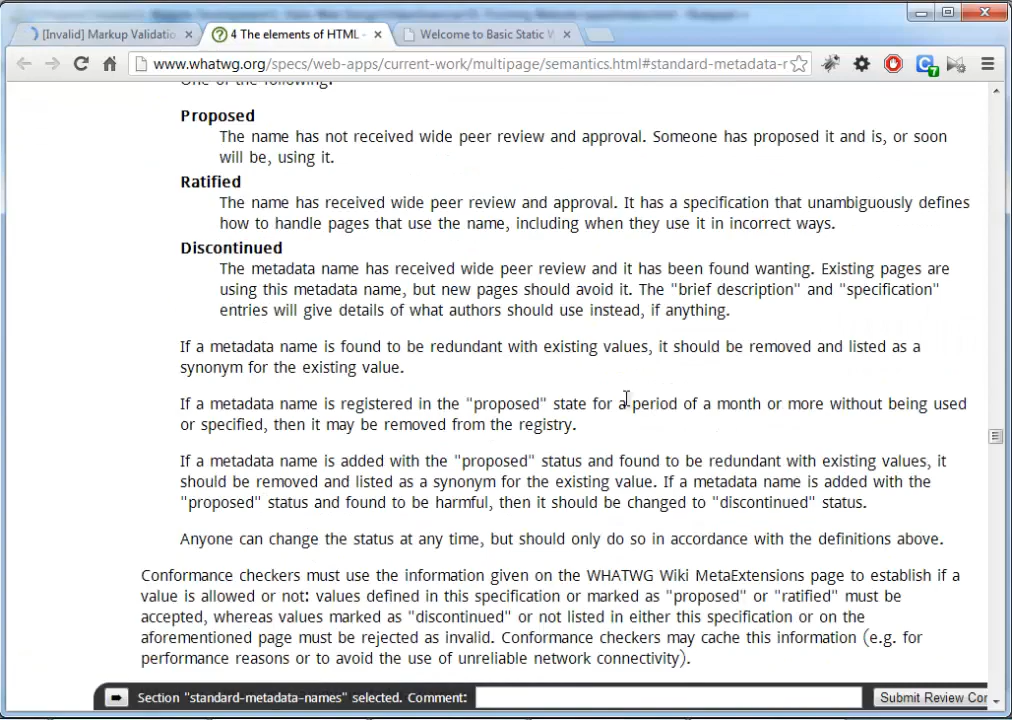 [Invalid] Markup Validatio
4 The elements of HTML -
Welcome to Basic Static V
www.whatwg.org/specs/web-apps/current-work/multipage/semantics.html#standard-metadata-r
One of the following:
Proposed
The name has not received wide peer review and approval. Someone has proposed it and is, or soon
will be, using it.
Ratified
The name has received wide peer review and approval. It has a specification that unambiguously defines
how to handle pages that use the name, including when they use it in incorrect ways.
Discontinued
The metadata name has received wide peer review and it has been found wanting. Existing pages are
using this metadata name, but new pages should avoid it. The "brief description" and "specification"
entries will give details of what authors should use instead, if anything.
If a metadata name is found to be redundant with existing values, it should be removed and listed as a
synonym for the existing value.
If a metadata name is registered in the "proposed" state for a period of a month or more without being used
or specified, then it may be removed from the registry.
If a metadata name is added with the "proposed" status and found to be redundant with existing values, it
should be removed and listed as a synonym for the existing value. If a metadata name is added with the
"proposed" status and found to be harmful, then it should be changed to "discontinued" status.
Anyone can change the status at any time, but should only do so in accordance with the definitions above.
Conformance checkers must use the information given on the WHATWG Wiki MetaExtensions page to establish if a
value is allowed or not: values defined in this specification or marked as "proposed" or "ratified" must be
accepted, whereas values marked as "discontinued" or not listed in either this specification or on the
aforementioned page must be rejected as invalid. Conformance checkers may cache this information (e.g. for
performance reasons or to avoid the use of unreliable network connectivity).
Section "standard-metadata-names" selected. Comment:
Submit Review Cor